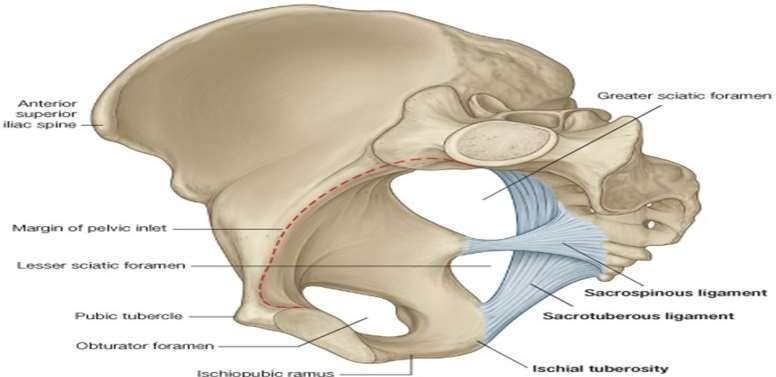 Anterior
superior
iliac spine
Greater sciatic foramen
Margin of pelvic inlet
Lesser sciatic foramen
Sacrospinous ligament
Pubic tubercle
Sacrotuberous ligament
Obturator foramen
Ischial tuberosity
Ischiopubic ramus